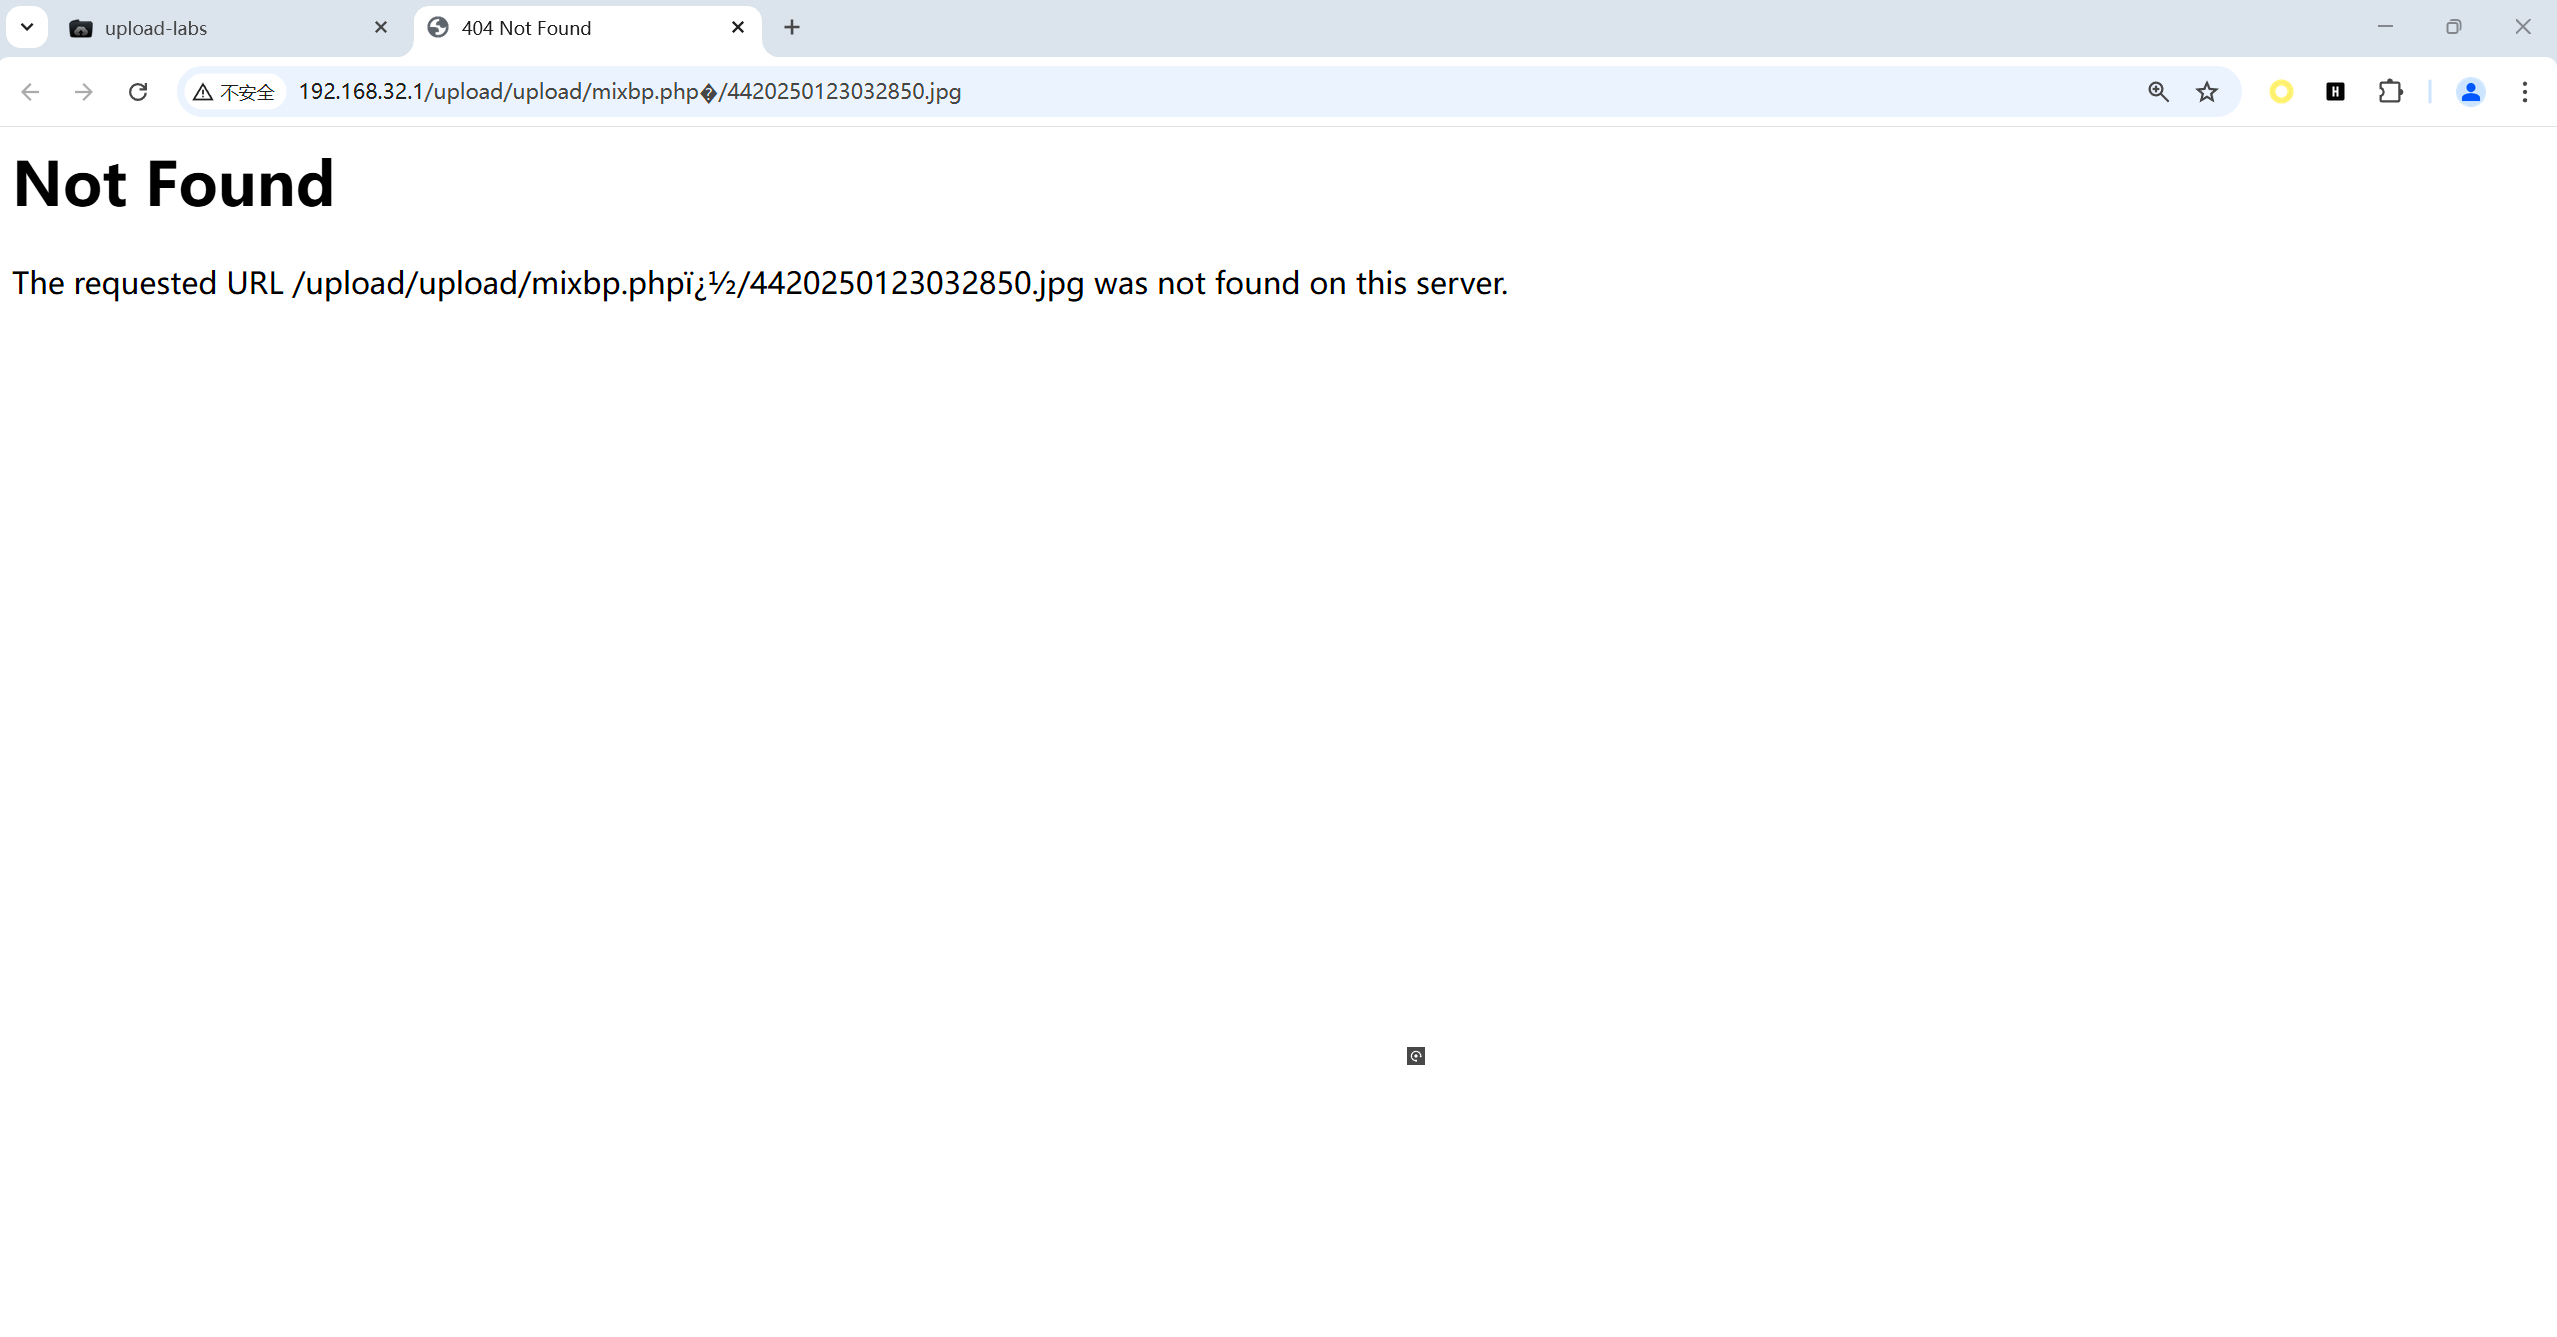 upload-labs
404 Not Found
不安全
192.168.32.1/upload/upload/mixbp.php�/4420250123032850.jpg
H
Not Found
The requested URL /upload/upload/mixbp.phpï¿½/4420250123032850.jpg was not found on this server.